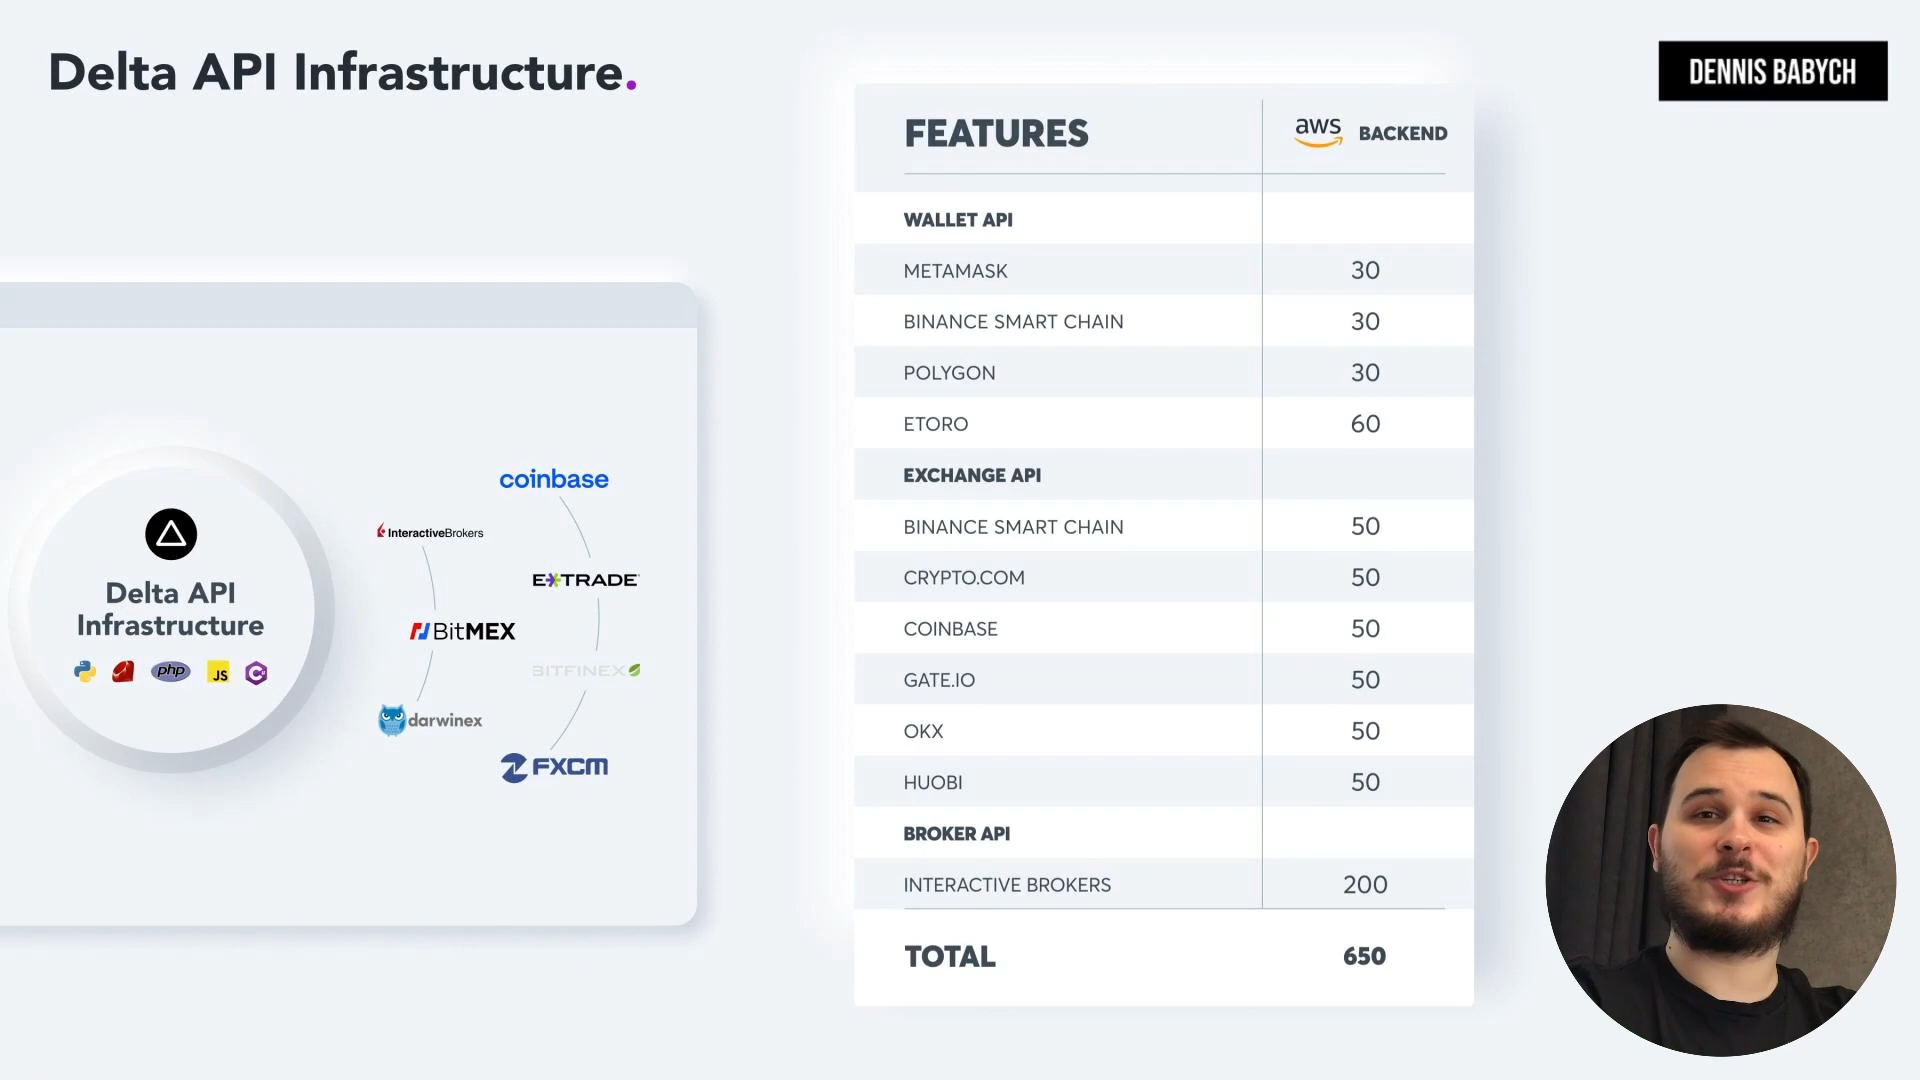 Delta API Infrastructure.
DENNIS BABYCH
FEATURES
aws BACKEND
WALLET API
METAMASK 30
BINANCE SMART CHAIN 30
POLYGON 30
ETORO 60
EXCHANGE API
BINANCE SMART CHAIN 50
CRYPTO.COM 50
COINBASE 50
GATE.IO 50
OKX 50
HUOBI 50
BROKER API
INTERACTIVE BROKERS 200
TOTAL 650
Delta API
Infrastructure
php JS C
coinbase
InteractiveBrokers
E*TRADE
BitMEX
BITFINEX
darwinex
FXCM